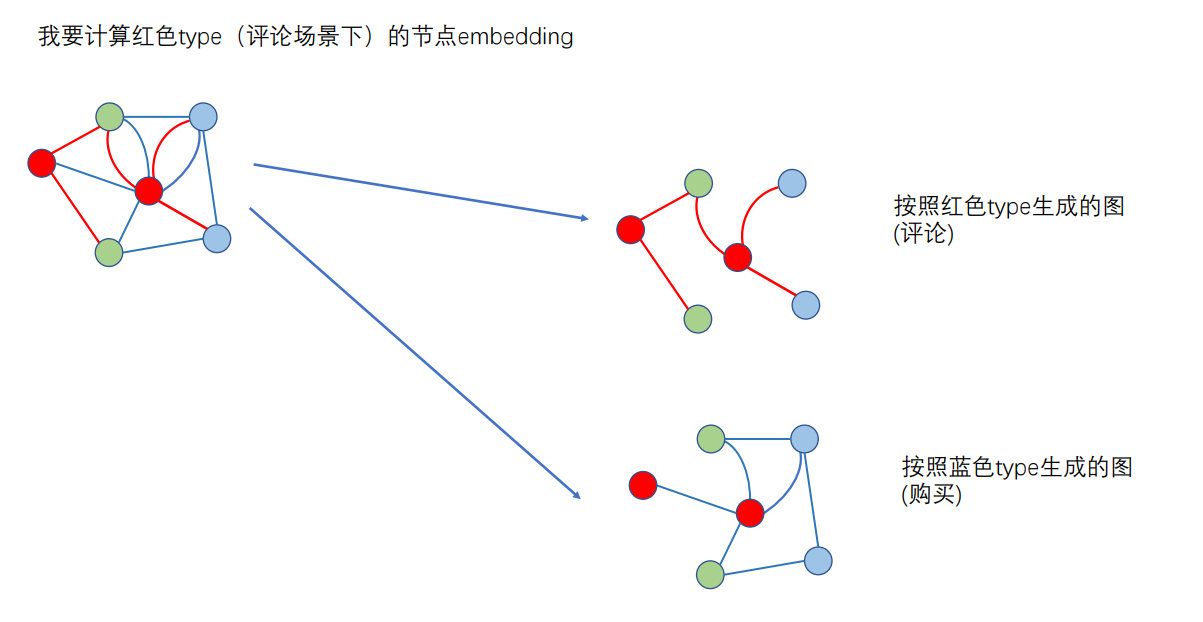 我要计算红色type（评论场景下）的节点embedding
按照红色type生成的图
(评论)
按照蓝色type生成的图
(购买)